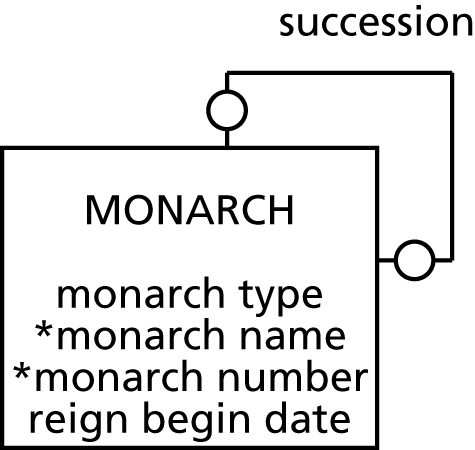 succession
MONARCH
monarch type
*monarch name
*monarch number
reign begin date